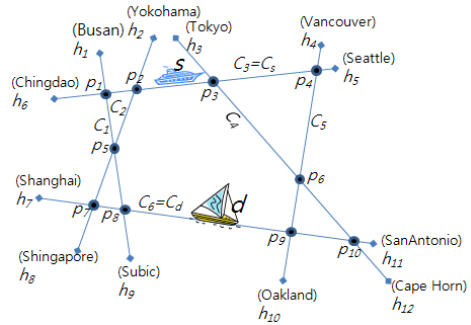 (Yokohama)
h2
(Busan)
h1
(Tokyo)
h3
(Vancouver)
h4
(Seattle)
h5
(Chingdao)
h6
p1
p2
s
p3
C3=Cs
p4
C2
C1
C4
C5
p5
p6
(Shanghai)
h7
p7
p8
C6=Cd
d
p9
p10
(SanAntonio)
h11
(Shingapore)
h8
(Subic)
h9
(Oakland)
h10
(Cape Horn)
h12